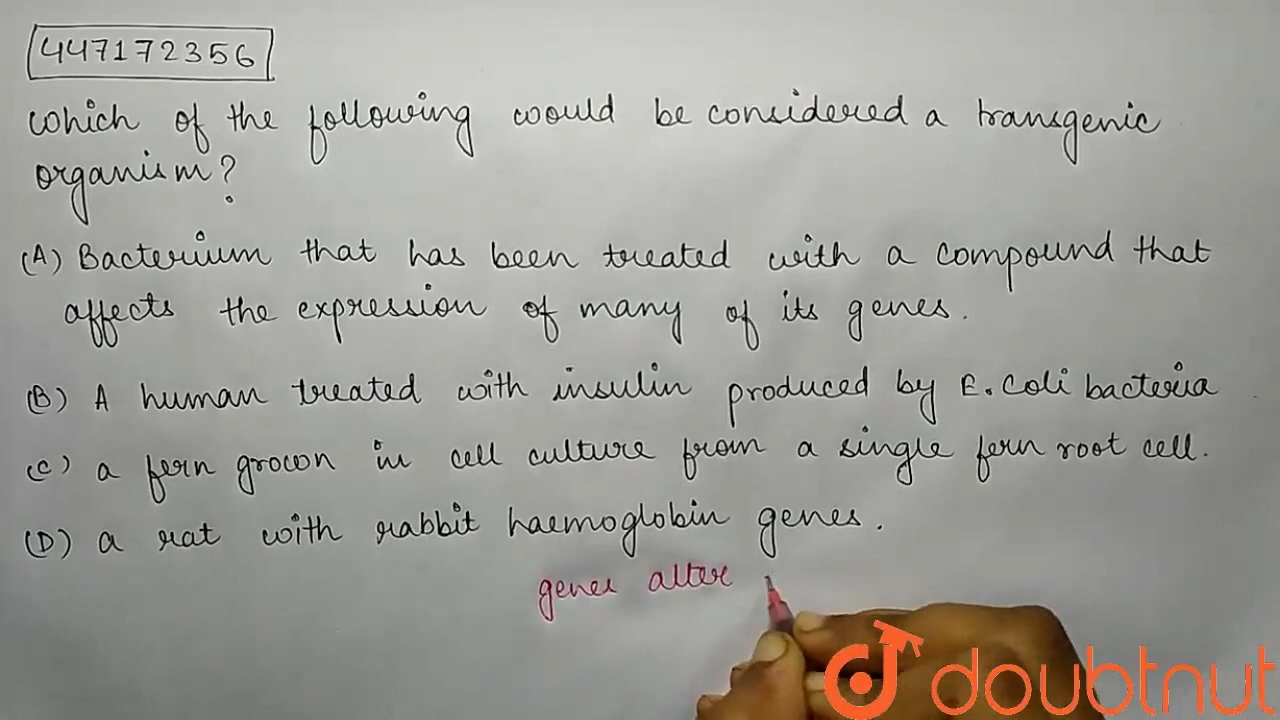 447172356
Which of the following would be considered a transgenic
organism?
(A) Bacterium that has been treated with a compound that
affects the expression of many of its genes.
(B) A human treated with insulin produced by E. Coli bacteria
(C) a fern grown in cell culture from a single fern root cell.
(D) a rat with rabbit haemoglobin genes.
genes alter
doubtnut